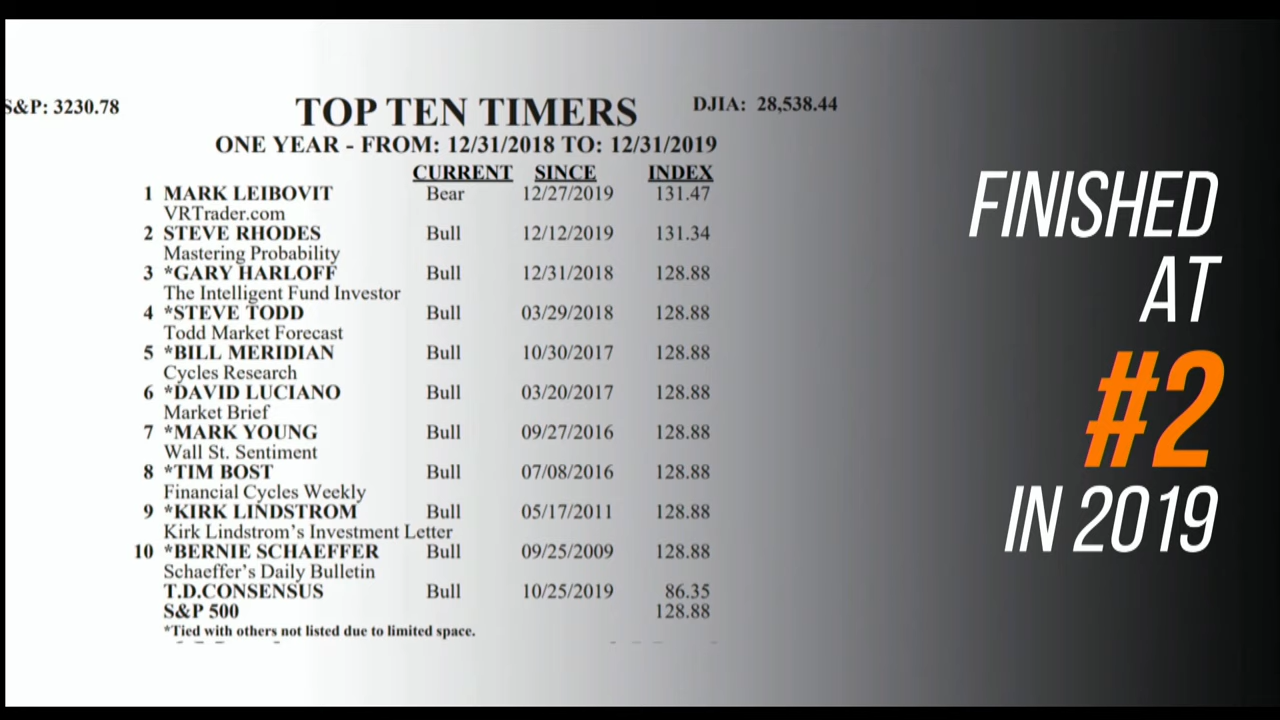 S&P: 3230.78
TOP TEN TIMERS
DJIA: 28,538.44
ONE YEAR - FROM: 12/31/2018 TO: 12/31/2019
CURRENT SINCE INDEX
1 MARK LEIBOVIT Bear 12/27/2019 131.47
VRTrader.com
2 STEVE RHODES Bull 12/12/2019 131.34
Mastering Probability
3 *GARY HARLOFF Bull 12/31/2018 128.88
The Intelligent Fund Investor
4 *STEVE TODD Bull 03/29/2018 128.88
Todd Market Forecast
5 *BILL MERIDIAN Bull 10/30/2017 128.88
Cycles Research
6 *DAVID LUCIANO Bull 03/20/2017 128.88
Market Brief
7 *MARK YOUNG Bull 09/27/2016 128.88
Wall St. Sentiment
8 *TIM BOST Bull 07/08/2016 128.88
Financial Cycles Weekly
9 *KIRK LINDSTROM Bull 05/17/2011 128.88
Kirk Lindstrom's Investment Letter
10 *BERNIE SCHAEFFER Bull 09/25/2009 128.88
Schaeffer's Daily Bulletin
T.D.CONSENSUS Bull 10/25/2019 86.35
S&P 500 128.88
*Tied with others not listed due to limited space.
FINISHED
AT
#2
IN 2019